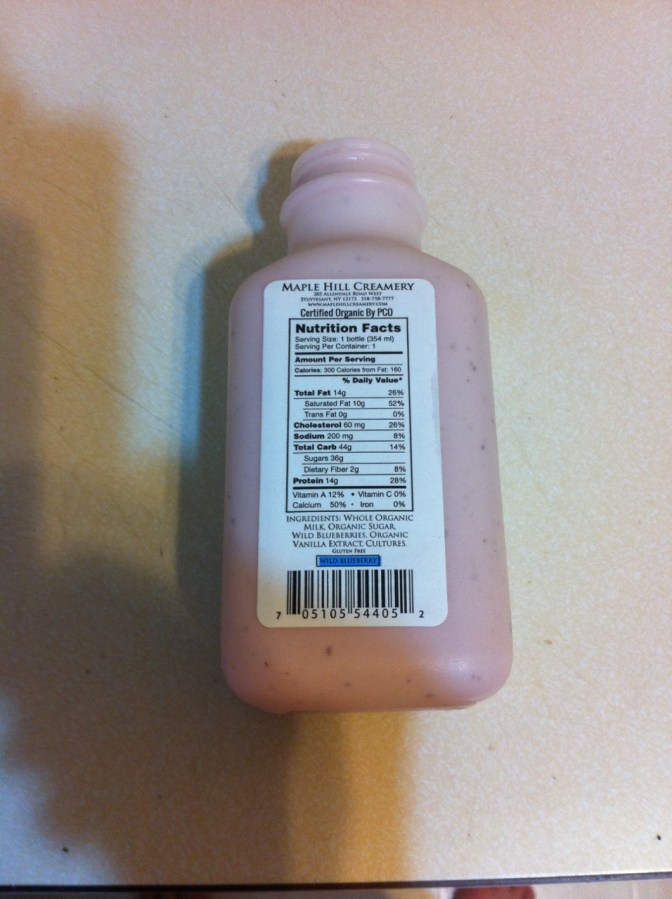 MAPLE HILL CREAMERY
285 ALLENDALE ROAD WEST
STUYVESANT, NY 12173 518-758-7777
WWW.MAPLEHILLCREAMERY.COM
Certified Organic By PCO
Nutrition Facts
Serving Size: 1 bottle (354 ml)
Serving Per Container: 1
Amount Per Serving
Calories: 300 Calories from Fat: 160
% Daily Value*
Total Fat 14g 26%
Saturated Fat 10g 52%
Trans Fat 0g 0%
Cholesterol 60 mg 26%
Sodium 200 mg 8%
Total Carb 44g 14%
Sugars 36g
Dietary Fiber 2g 8%
Protein 14g 28%
Vitamin A 12% • Vitamin C 0%
Calcium 50% • Iron 0%
INGREDIENTS: WHOLE ORGANIC
MILK, ORGANIC SUGAR,
WILD BLUEBERRIES, ORGANIC
VANILLA EXTRACT, CULTURES.
GLUTEN FREE
WILD BLUEBERRY
7 05105 54405 2